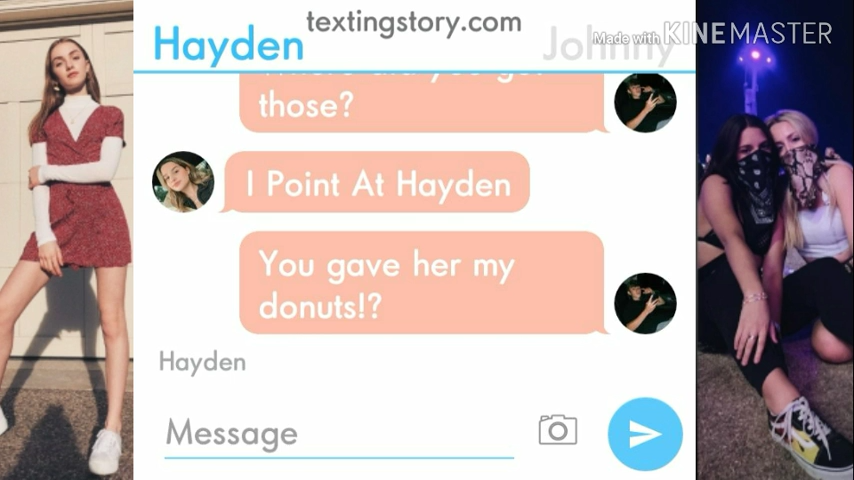 textingstory.com
Hayden
Johnny
Made with KINEMASTER
those?
I Point At Hayden
You gave her my
donuts!?
Hayden
Message